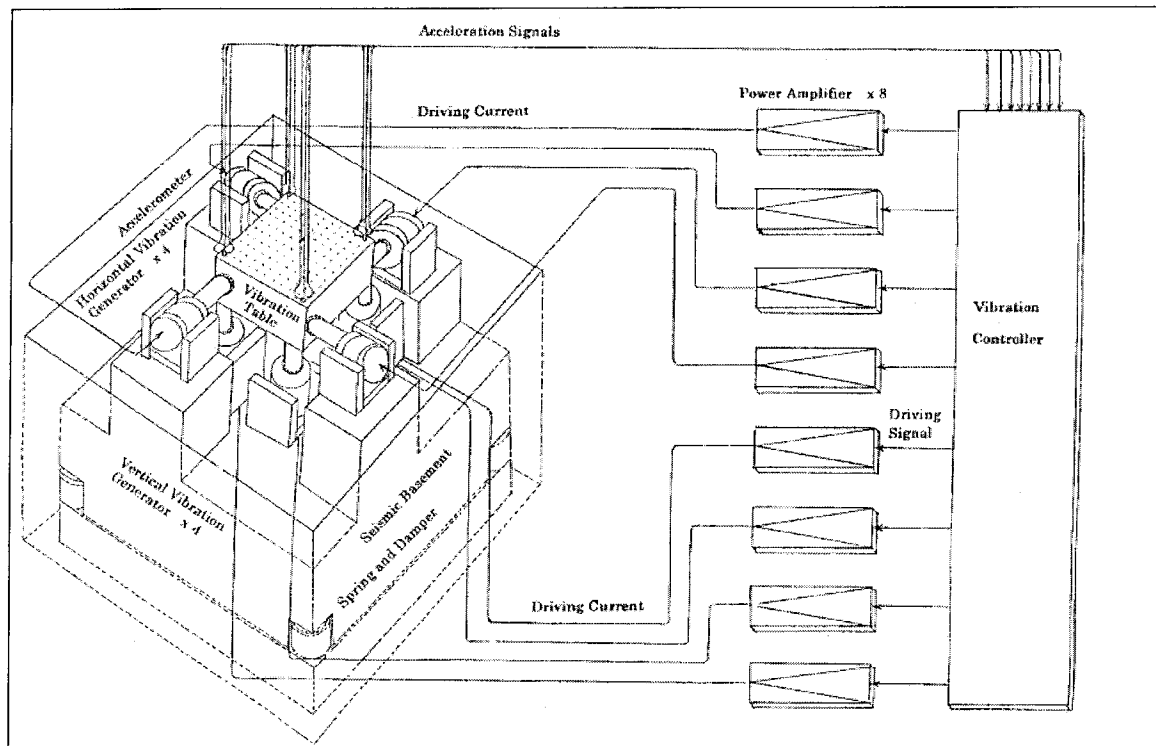 Acceleration Signals
Power Amplifier x 8
Driving Current
Accelerometer
Horizontal Vibration
Generator x 4
Vibration
Table
Vibration
Controller
Driving
Signal
Vertical Vibration
Generator x 4
Seismic Basement
Spring and Damper
Driving Current